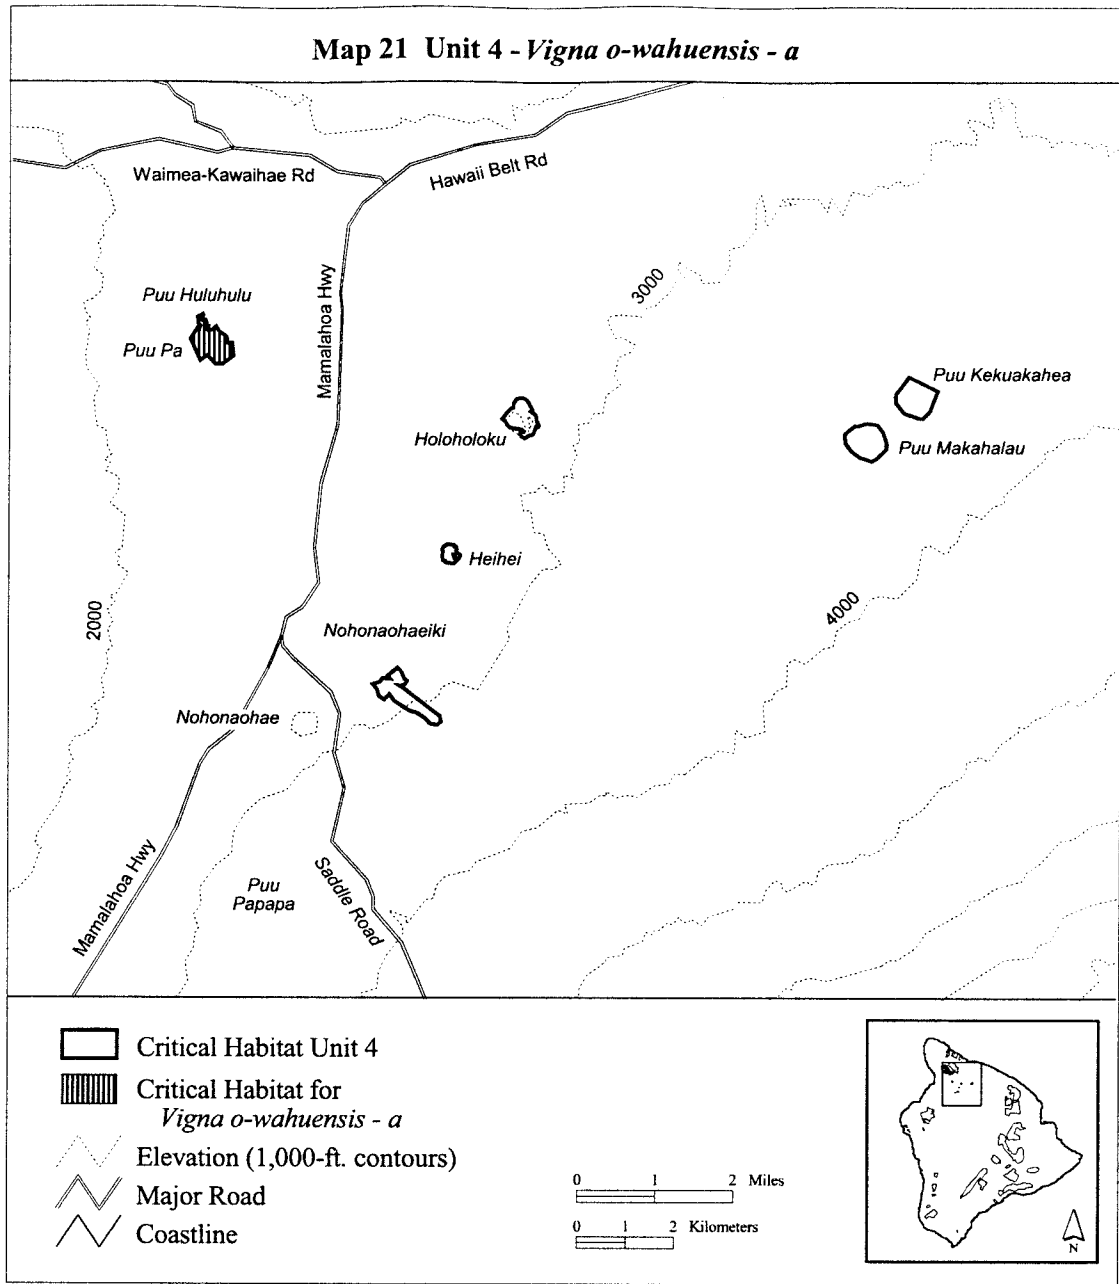 Map 21 Unit 4 - Vigna o-wahuensis - a
Waimea-Kawaihae Rd
Hawaii Belt Rd
Mamalahoa Hwy
3000
Puu Huluhulu
Puu Pa
Puu Kekuakahea
Holoholoku
Puu Makahalau
Heihei
2000
4000
Nohonaohaeiki
Nohonaohae
Mamalahoa Hwy
Saddle Road
Puu
Papapa
Critical Habitat Unit 4
Critical Habitat for
Vigna o-wahuensis - a
Elevation (1,000-ft. contours)
Major Road
Coastline
0 1 2 Miles
0 1 2 Kilometers
N